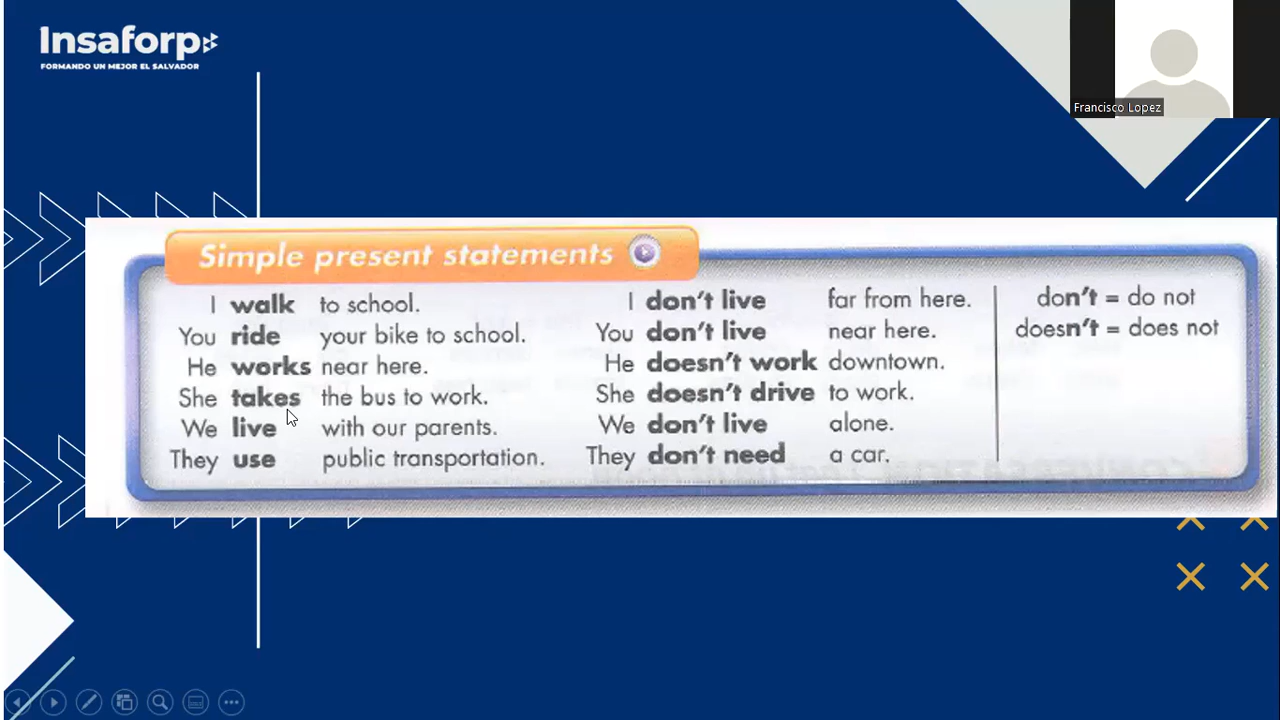 Insaforp
FORMANDO UN MEJOR EL SALVADOR
Francisco Lopez
Simple present statements
I walk to school.
You ride your bike to school.
He works near here.
She takes the bus to work.
We live with our parents.
They use public transportation.
I don't live far from here.
You don't live near here.
He doesn't work downtown.
She doesn't drive to work.
We don't live alone.
They don't need a car.
don't = do not
doesn't = does not